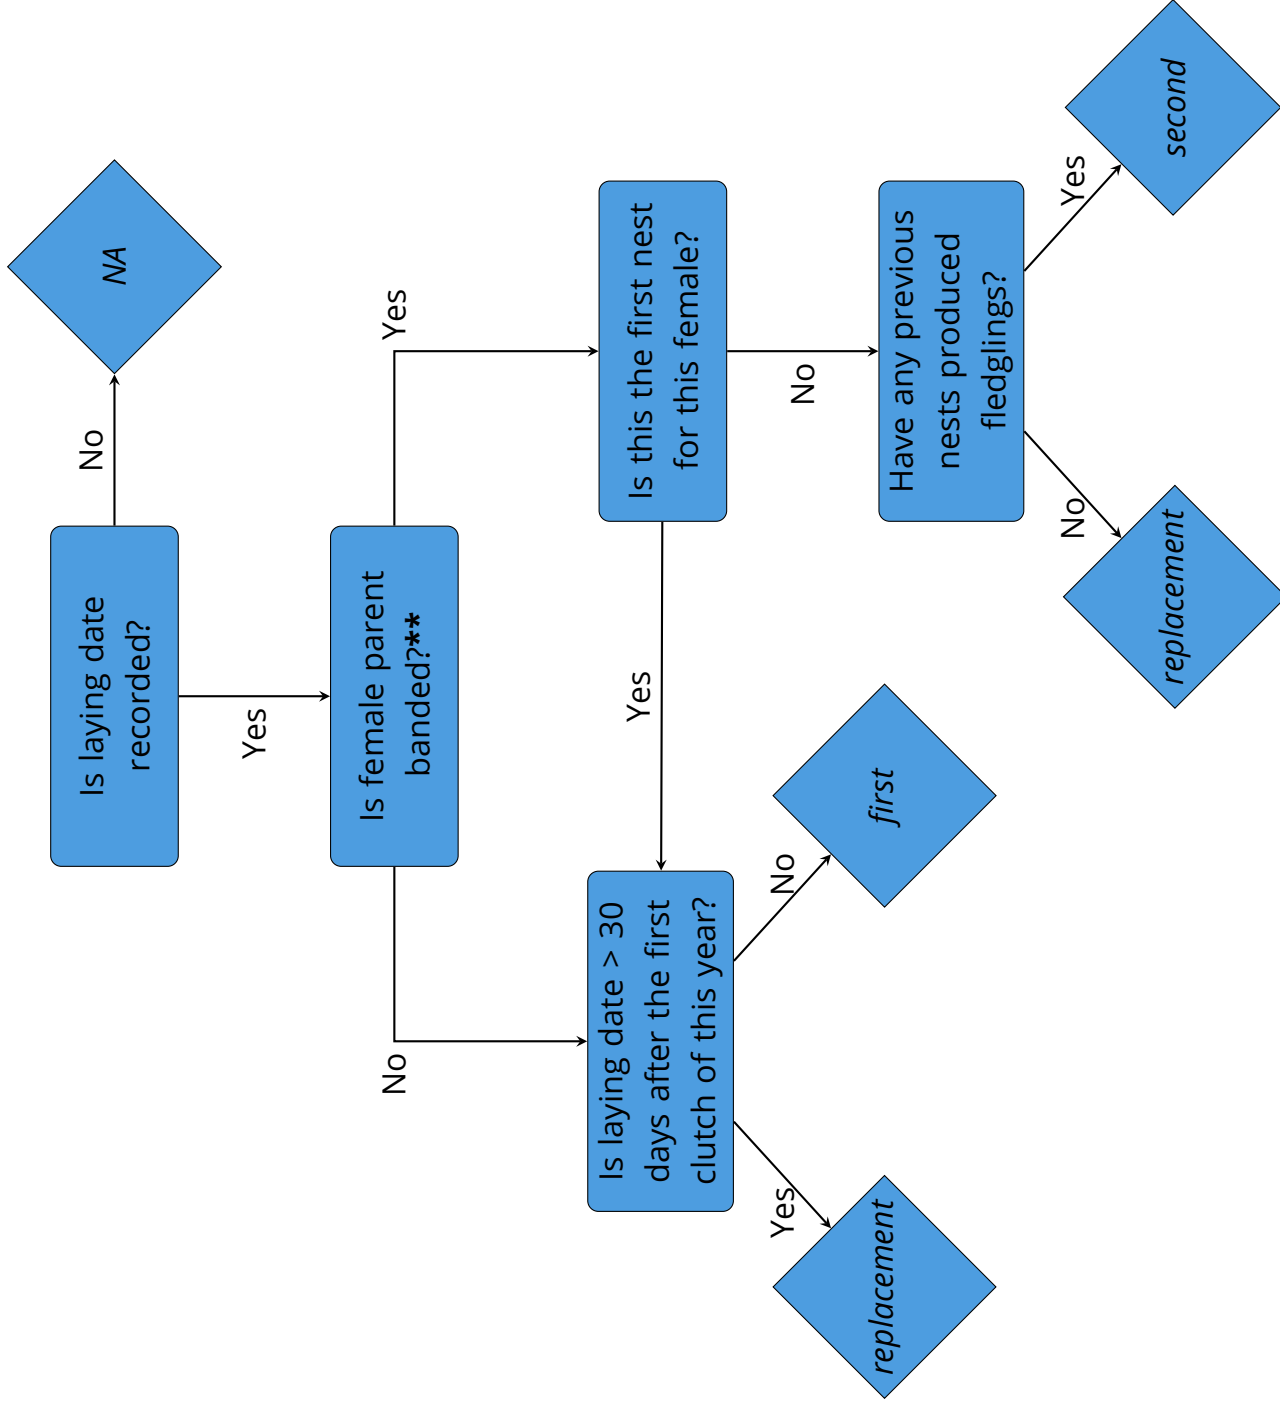 Is laying date
recorded?
No
NA
Yes
Is female parent
banded?**
No
Yes
Is laying date > 30
days after the first
clutch of this year?
Yes
Is this the first nest
for this female?
Yes
replacement
No
first
No
Have any previous
nests produced
fledglings?
No
replacement
Yes
second